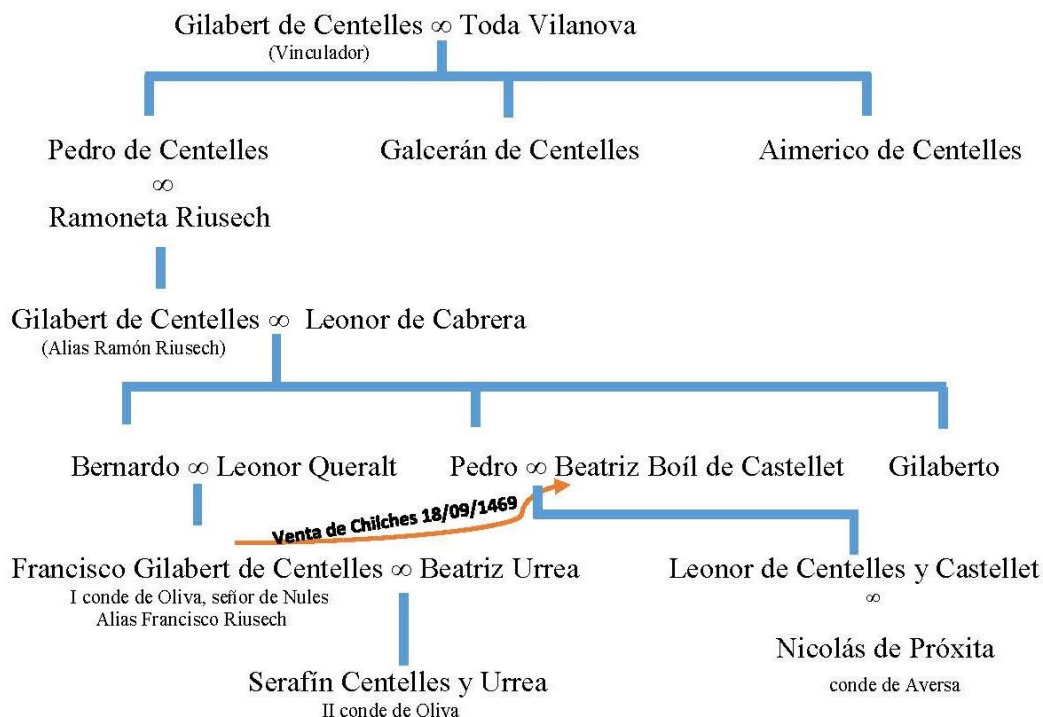 Gilabert de Centelles ∞ Toda Vilanova
(Vinculador)
Pedro de Centelles
∞
Ramoneta Riusech
Galcerán de Centelles
Aimerico de Centelles
Gilabert de Centelles ∞ Leonor de Cabrera
(Alias Ramón Riusech)
Bernardo ∞ Leonor Queralt
Pedro ∞ Beatriz Boíl de Castellet
Gilaberto
Venta de Chilches 18/09/1469
Francisco Gilabert de Centelles ∞ Beatriz Urrea
I conde de Oliva, señor de Nules
Alias Francisco Riusech
Leonor de Centelles y Castellet
∞
Nicolás de Próxita
conde de Aversa
Serafín Centelles y Urrea
II conde de Oliva